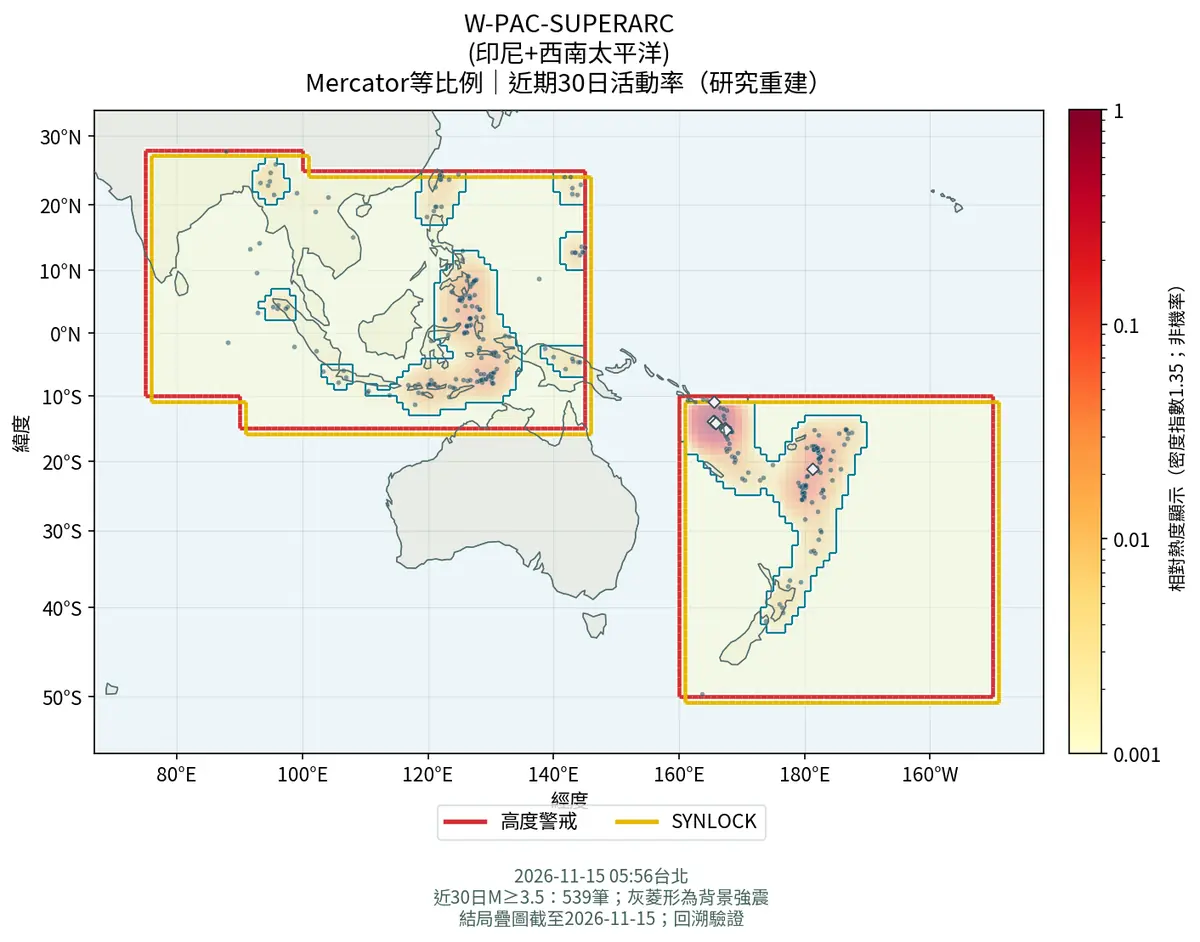 W-PAC-SUPERARC
(印尼+西南太平洋)
Mercator等比例｜近期30日活動率（研究重建）
30°N
20°N
10°N
0°N
10°S
20°S
30°S
40°S
50°S
緯度
80°E
100°E
120°E
140°E
160°E
180°E
160°W
經度
1
0.1
0.01
0.001
相對熱度顯示（密度指數1.35；非機率）
高度警戒
SYNLOCK
2026-11-15 05:56台北
近30日M≥3.5：539筆；灰菱形為背景強震
結局疊圖截至2026-11-15；回溯驗證